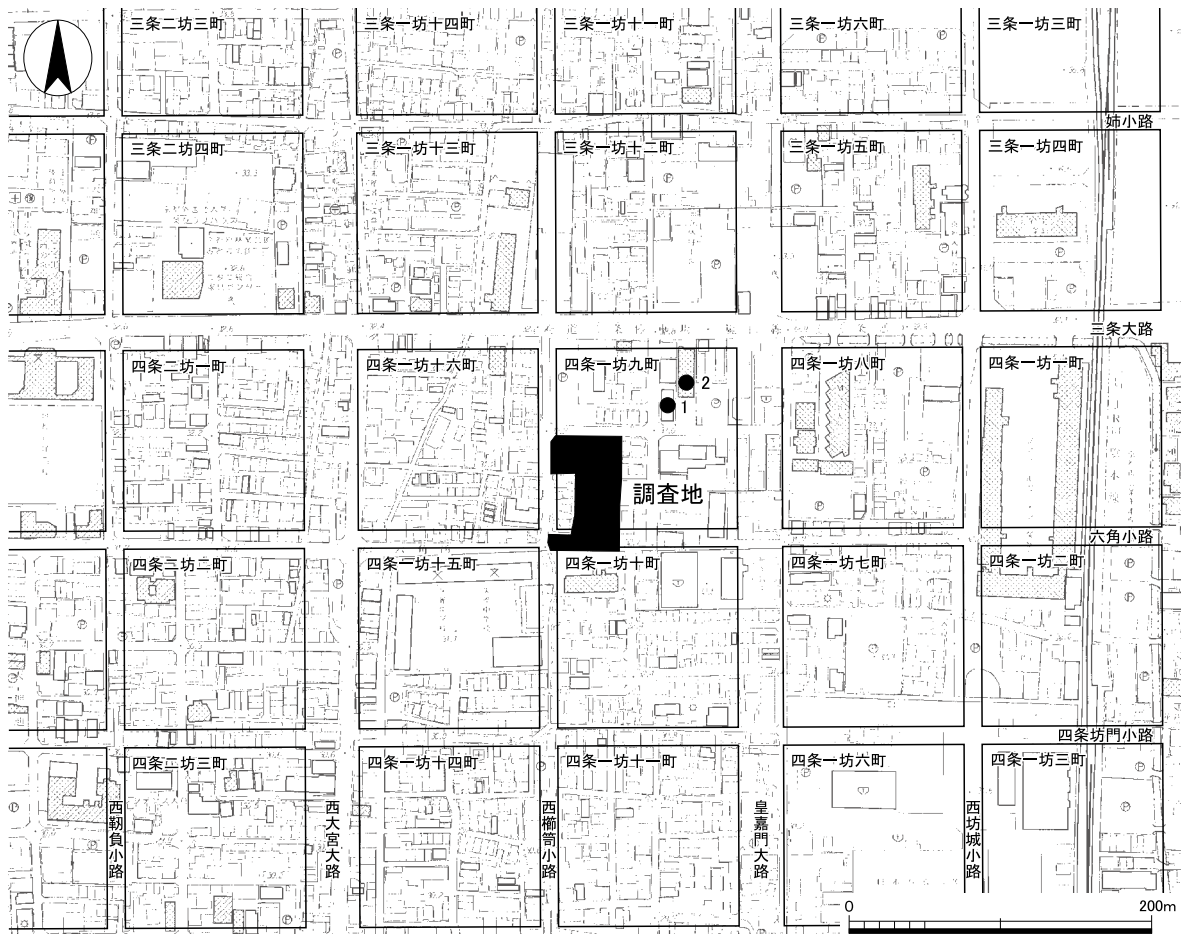 三条二坊三町
三条一坊十四町
三条一坊十一町
三条一坊六町
三条一坊三町
姉小路
三条二坊四町
三条一坊十三町
三条一坊十二町
三条一坊五町
三条一坊四町
三条大路
四条二坊一町
四条一坊十六町
四条一坊九町
四条一坊八町
四条一坊一町
2
1
調査地
六角小路
四条二坊二町
四条一坊十五町
四条一坊十町
四条一坊七町
四条一坊二町
四条坊門小路
四条二坊三町
四条一坊十四町
四条一坊十一町
四条一坊六町
四条一坊三町
西靭負小路
西大宮大路
西櫛笥小路
皇嘉門大路
西坊城小路
0
200m